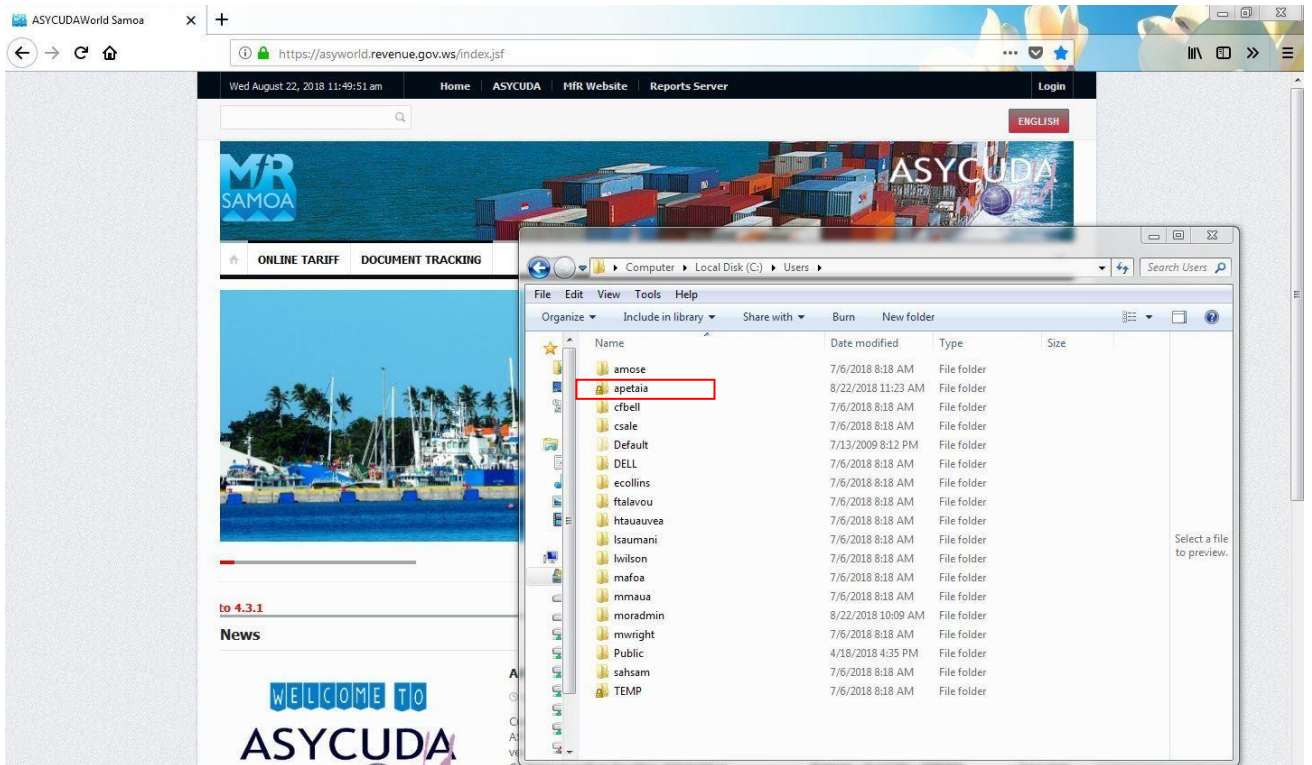 ASYCUDAWorld Samoa
https://asyworld.revenue.gov.ws/index.jsf
Wed August 22, 2018 11:49:51 am Home ASYCUDA MfR Website Reports Server Login
ENGLISH
MfR
SAMOA
ASYCUDA
World
ONLINE TARIFF DOCUMENT TRACKING
to 4.3.1
News
WELCOME TO
ASYCUDA
Computer Local Disk (C:) Users Search Users
File Edit View Tools Help
Organize Include in library Share with Burn New folder
Name Date modified Type Size
amose 7/6/2018 8:18 AM File folder
apetaia 8/22/2018 11:23 AM File folder
cfbell 7/6/2018 8:18 AM File folder
csale 7/6/2018 8:18 AM File folder
Default 7/13/2009 8:12 PM File folder
DELL 7/6/2018 8:18 AM File folder
ecollins 7/6/2018 8:18 AM File folder
ftalavou 7/6/2018 8:18 AM File folder
htauauvea 7/6/2018 8:18 AM File folder
lsaumani 7/6/2018 8:18 AM File folder
lwilson 7/6/2018 8:18 AM File folder
mafoa 7/6/2018 8:18 AM File folder
mmaua 7/6/2018 8:18 AM File folder
moradmin 8/22/2018 10:09 AM File folder
mwright 7/6/2018 8:18 AM File folder
Public 4/18/2018 4:35 PM File folder
sahsam 7/6/2018 8:18 AM File folder
TEMP 7/6/2018 8:18 AM File folder
Select a file
to preview.